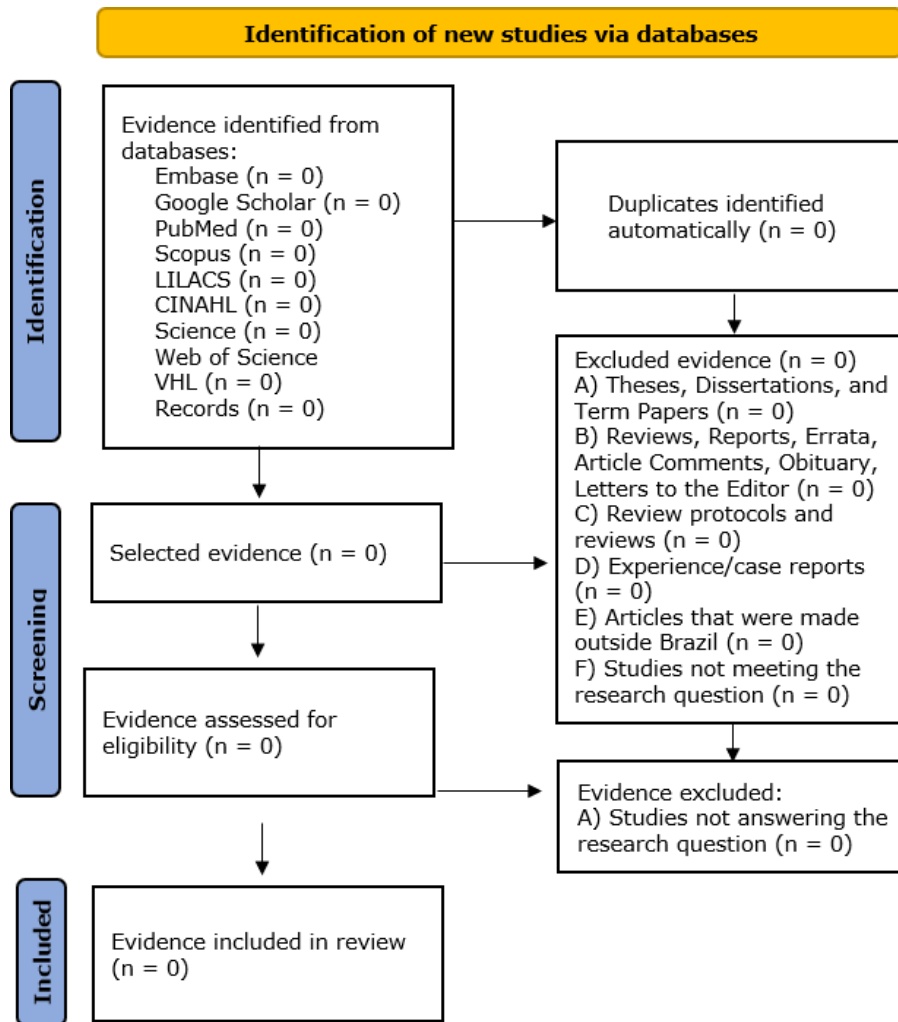 Identification of new studies via databases
Identification
Evidence identified from
databases:
Embase (n = 0)
Google Scholar (n = 0)
PubMed (n = 0)
Scopus (n = 0)
LILACS (n = 0)
CINAHL (n = 0)
Science (n = 0)
Web of Science
VHL (n = 0)
Records (n = 0)
Duplicates identified
automatically (n = 0)
Excluded evidence (n = 0)
A) Theses, Dissertations, and
Term Papers (n = 0)
B) Reviews, Reports, Errata,
Article Comments, Obituary,
Letters to the Editor (n = 0)
C) Review protocols and
reviews (n = 0)
D) Experience/case reports
(n = 0)
E) Articles that were made
outside Brazil (n = 0)
F) Studies not meeting the
research question (n = 0)
Screening
Selected evidence (n = 0)
Evidence assessed for
eligibility (n = 0)
Evidence excluded:
A) Studies not answering the
research question (n = 0)
Included
Evidence included in review
(n = 0)